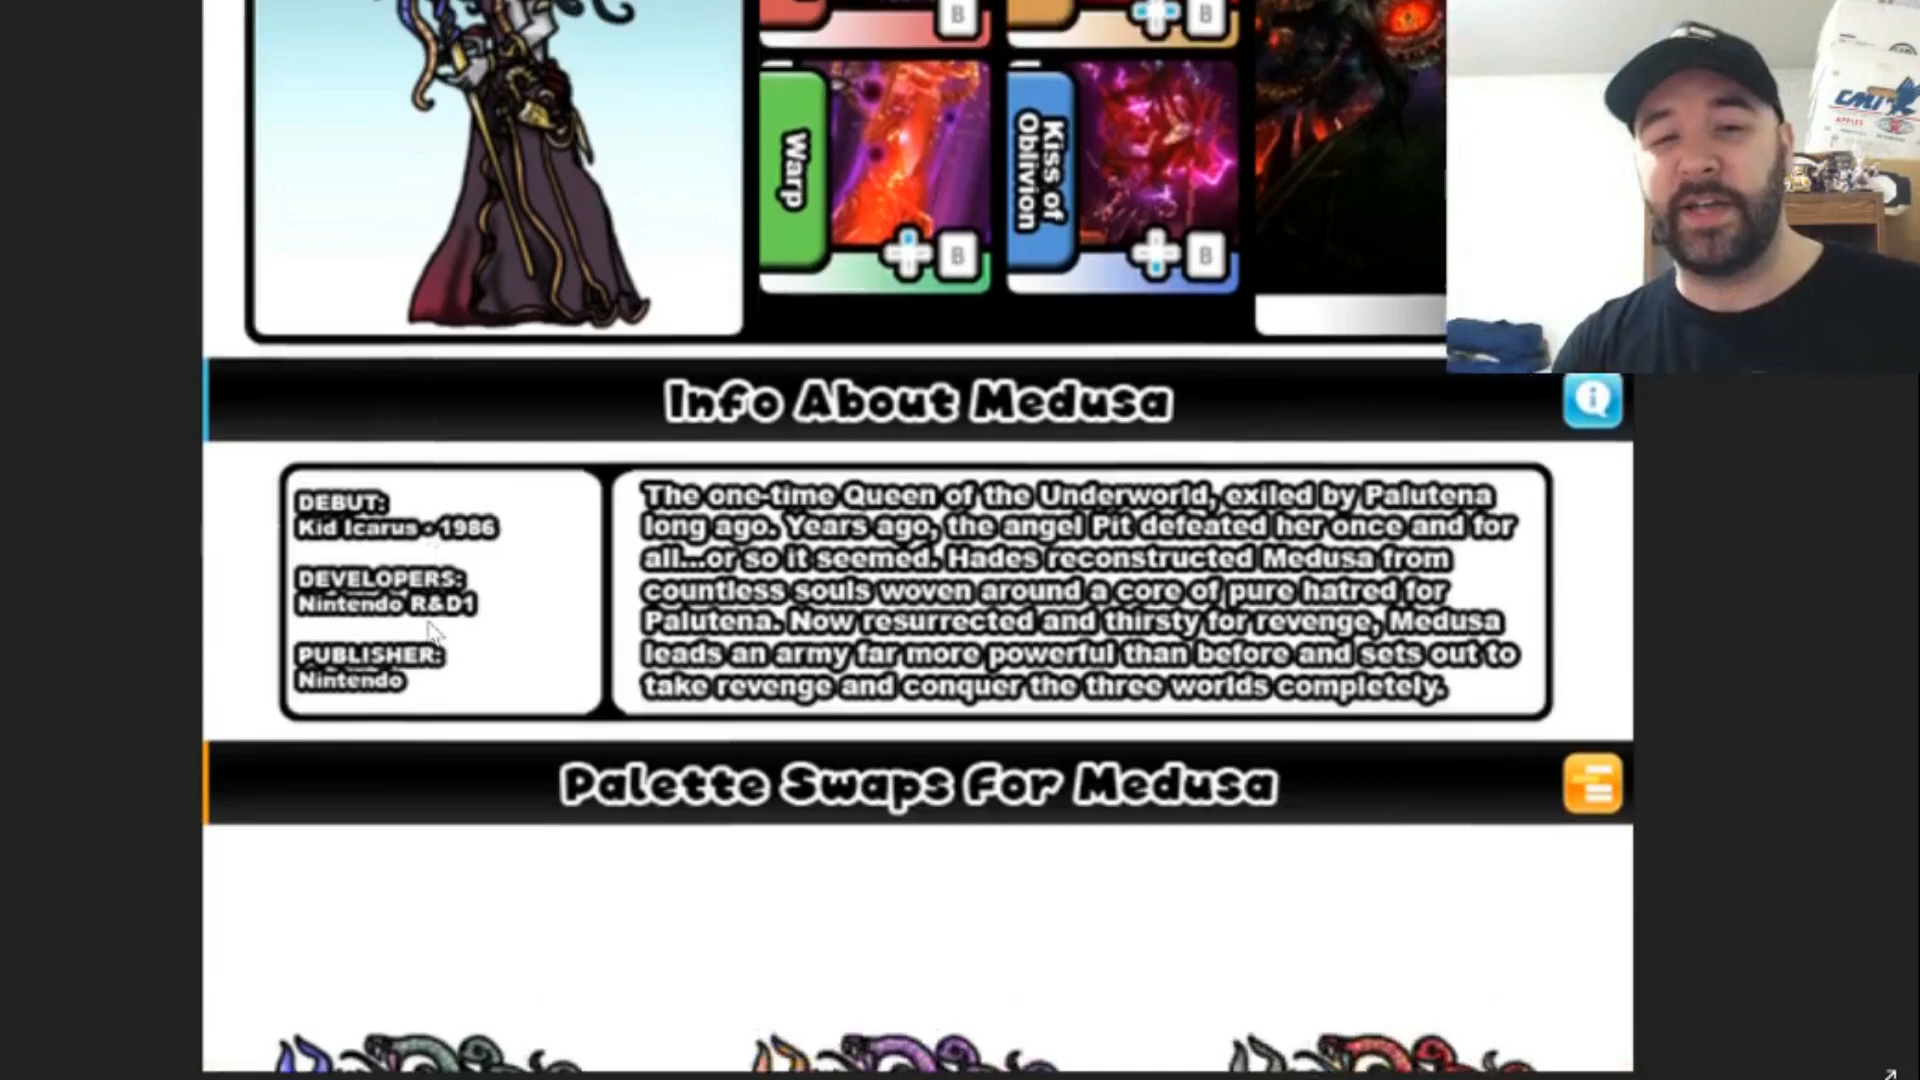 B
B
Warp
B
Kiss of
Oblivion
B
CMI
APPLES
Info About Medusa
DEBUT:
Kid Icarus - 1986
DEVELOPERS:
Nintendo R&D1
PUBLISHER:
Nintendo
The one-time Queen of the Underworld, exiled by Palutena
long ago. Years ago, the angel Pit defeated her once and for
all...or so it seemed. Hades reconstructed Medusa from
countless souls woven around a core of pure hatred for
Palutena. Now resurrected and thirsty for revenge, Medusa
leads an army far more powerful than before and sets out to
take revenge and conquer the three worlds completely.
Palette Swaps For Medusa